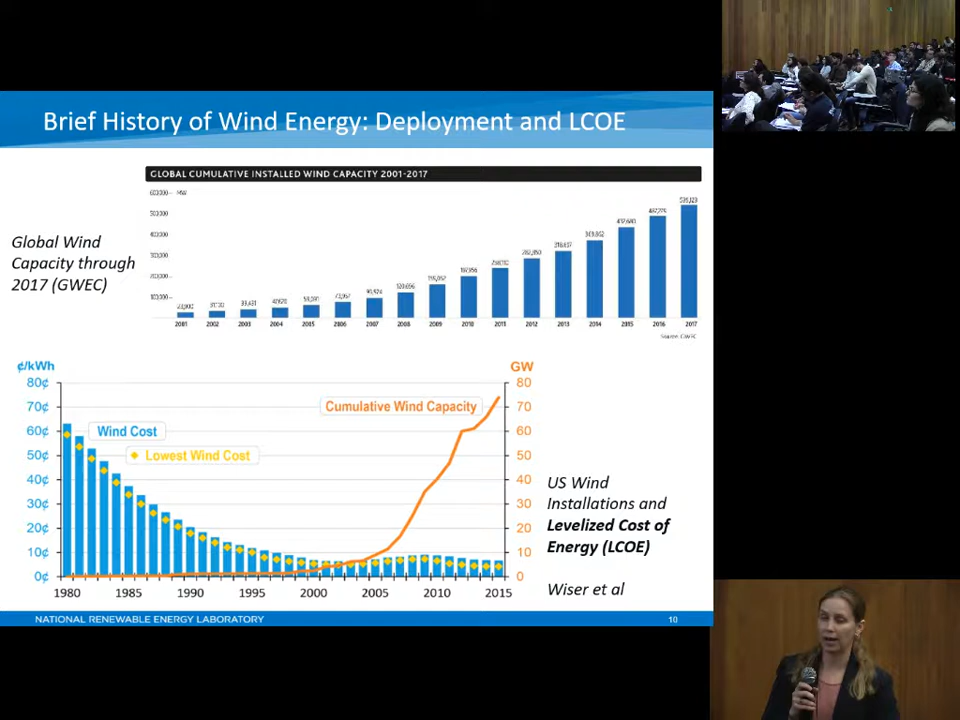 Brief History of Wind Energy: Deployment and LCOE
GLOBAL CUMULATIVE INSTALLED WIND CAPACITY 2001-2017
MW
Global Wind
Capacity through
2017 (GWEC)
2001 2002 2003 2004 2005 2006 2007 2008 2009 2010 2011 2012 2013 2014 2015 2016 2017
Source: GWEC
¢/kWh
GW
80¢
70¢
60¢
50¢
40¢
30¢
20¢
10¢
0¢
Wind Cost
Lowest Wind Cost
Cumulative Wind Capacity
80
70
60
50
40
30
20
10
0
1980 1985 1990 1995 2000 2005 2010 2015
US Wind
Installations and
Levelized Cost of
Energy (LCOE)
Wiser et al
NATIONAL RENEWABLE ENERGY LABORATORY
10